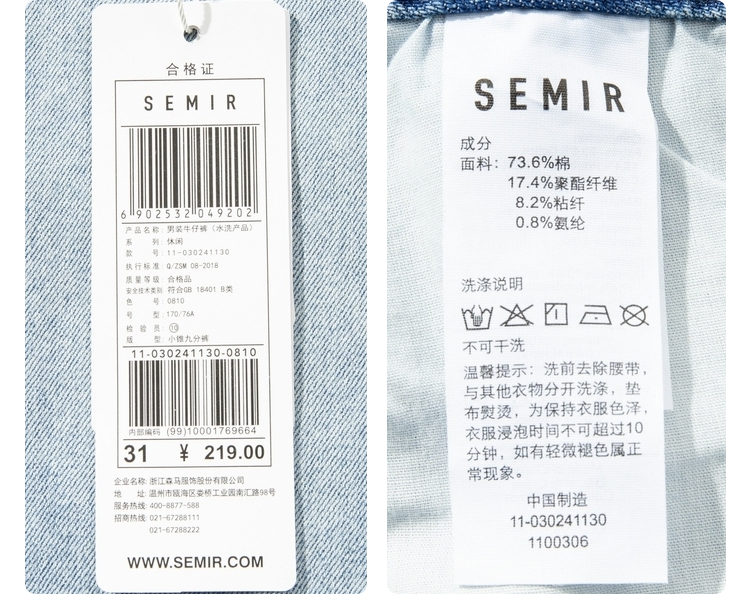 合格证
SEMIR
6 902532 049202
产品名称: 男装牛仔裤（水洗产品）
系 列: 休闲
款 号: 11-030241130
执行标准: Q/ZSM 08-2018
质量等级: 合格品
安全技术类别: 符合GB 18401 B类
色 号: 0810
号 型: 170/76A
检 验 员: ⑩
版 型: 小锥九分裤
11-030241130-0810
内部编码 (99)10001769664
31 ¥ 219.00
企业名称: 浙江森马服饰股份有限公司
地 址: 温州市瓯海区娄桥工业园南汇路98号
服务热线: 400-8877-588
招商热线: 021-67288111
021-67288222
WWW.SEMIR.COM
SEMIR
成分
面料: 73.6%棉
17.4%聚酯纤维
8.2%粘纤
0.8%氨纶
洗涤说明
不可干洗
温馨提示: 洗前去除腰带，
与其他衣物分开洗涤，垫
布熨烫，为保持衣服色泽，
衣服浸泡时间不可超过10
分钟，如有轻微褪色属正
常现象。
中国制造
11-030241130
1100306